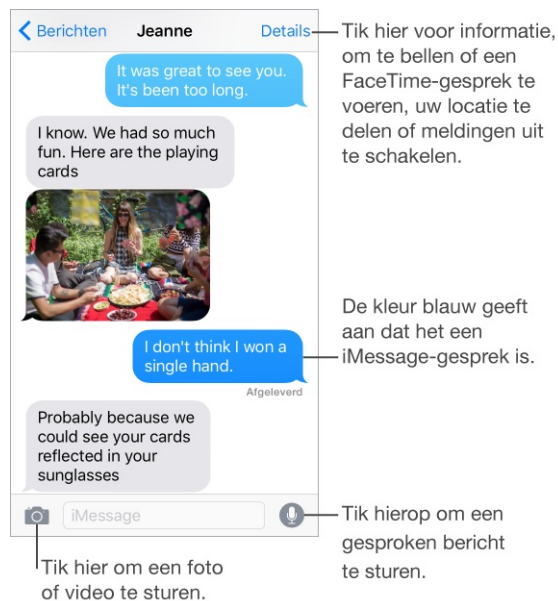 Berichten Jeanne Details
Tik hier voor informatie,
om te bellen of een
FaceTime-gesprek te
voeren, uw locatie te
delen of meldingen uit
te schakelen.
It was great to see you.
It's been too long.
I know. We had so much
fun. Here are the playing
cards
I don't think I won a
single hand.
Afgeleverd
De kleur blauw geeft
aan dat het een
iMessage-gesprek is.
Probably because we
could see your cards
reflected in your
sunglasses
iMessage
Tik hierop om een
gesproken bericht
te sturen.
Tik hier om een foto
of video te sturen.